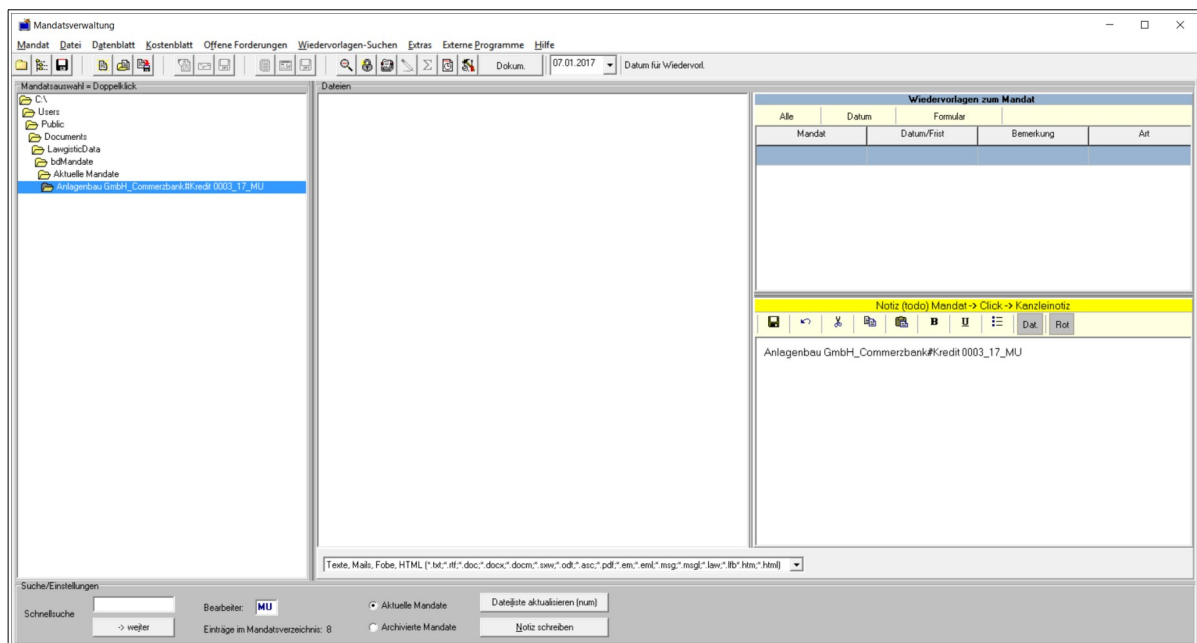 Mandatsverwaltung
Mandat Datei Datenblatt Kostenblatt Offene Forderungen Wiedervorlagen-Suchen Extras Externe Programme Hilfe
Dokum. 07.01.2017 Datum für Wiedervorl.
Mandatsauswahl = Doppelklick
C:\
Users
Public
Documents
LawgisticData
bdMandate
Aktuelle Mandate
Anlagenbau GmbH_Commerzbank#Kredit 0003_17_MU
Dateien
Wiedervorlagen zum Mandat
Alle Datum Formular
Mandat Datum/Frist Bemerkung Art
Notiz (todo) Mandat -> Click -> Kanzleinotiz
B U Dat. Rot
Anlagenbau GmbH_Commerzbank#Kredit 0003_17_MU
Texte, Mails, Fobe, HTML (*.txt;*.rtf;*.doc;*.docx;*.docm;*.sxw;*.odt;*.asc;*.pdf;*.em;*.eml;*.msg;*.msgl;*.law;*.llb*.htm;*.html)
Suche/Einstellungen
Schnellsuche
-> weiter
Bearbeiter: MU
Einträge im Mandatsverzeichnis: 8
Aktuelle Mandate
Archivierte Mandate
Dateiliste aktualisieren (num)
Notiz schreiben